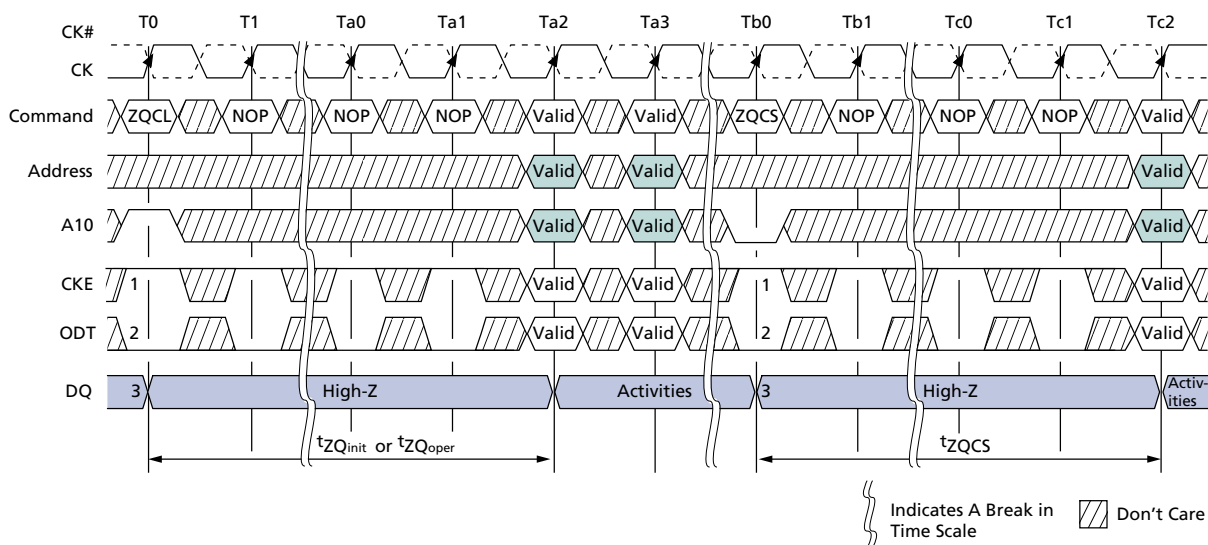 T0 T1 Ta0 Ta1 Ta2 Ta3 Tb0 Tb1 Tc0 Tc1 Tc2
CK#
CK
Command ZQCL NOP NOP NOP Valid Valid ZQCS NOP NOP NOP Valid
Address Valid Valid Valid
A10 Valid Valid Valid
CKE 1 Valid Valid 1 Valid
ODT 2 Valid Valid 2 Valid
DQ 3 High-Z Activities 3 High-Z Activ-
ities
tZQinit or tZQoper tZQCS
Indicates A Break in
Time Scale
Don't Care